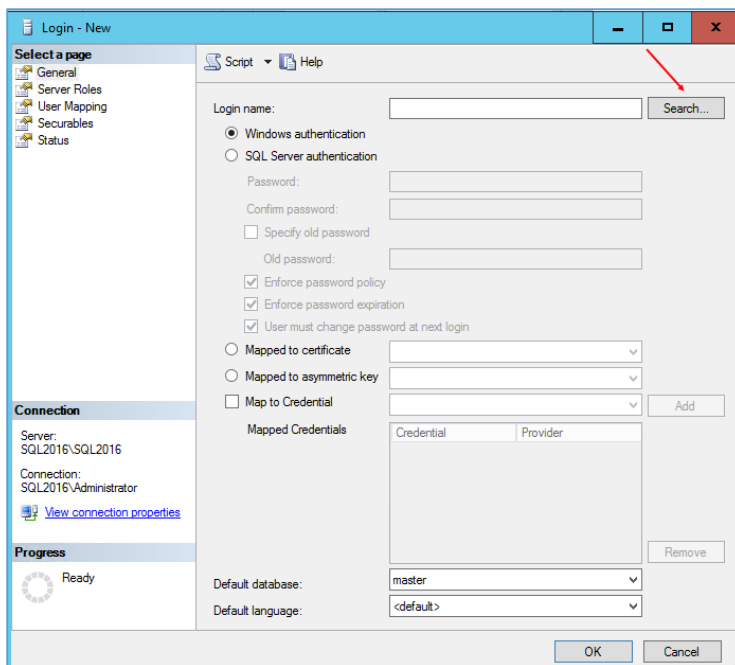 Login - New
Select a page
General
Server Roles
User Mapping
Securables
Status
Connection
Server:
SQL2016\SQL2016
Connection:
SQL2016\Administrator
View connection properties
Progress
Ready
Script Help
Login name: Search...
Windows authentication
SQL Server authentication
Password:
Confirm password:
Specify old password
Old password:
Enforce password policy
Enforce password expiration
User must change password at next login
Mapped to certificate
Mapped to asymmetric key
Map to Credential Add
Mapped Credentials Credential Provider
Remove
Default database: master
Default language: <default>
OK Cancel